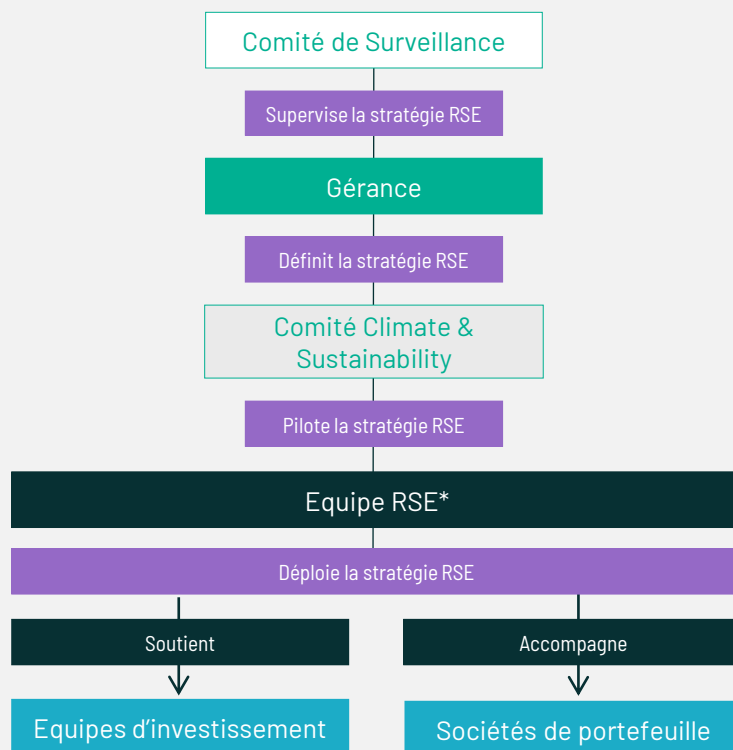 Comité de Surveillance
Supervise la stratégie RSE
Gérance
Définit la stratégie RSE
Comité Climate &
Sustainability
Pilote la stratégie RSE
Equipe RSE*
Déploie la stratégie RSE
Soutient
Accompagne
Equipes d'investissement
Sociétés de portefeuille